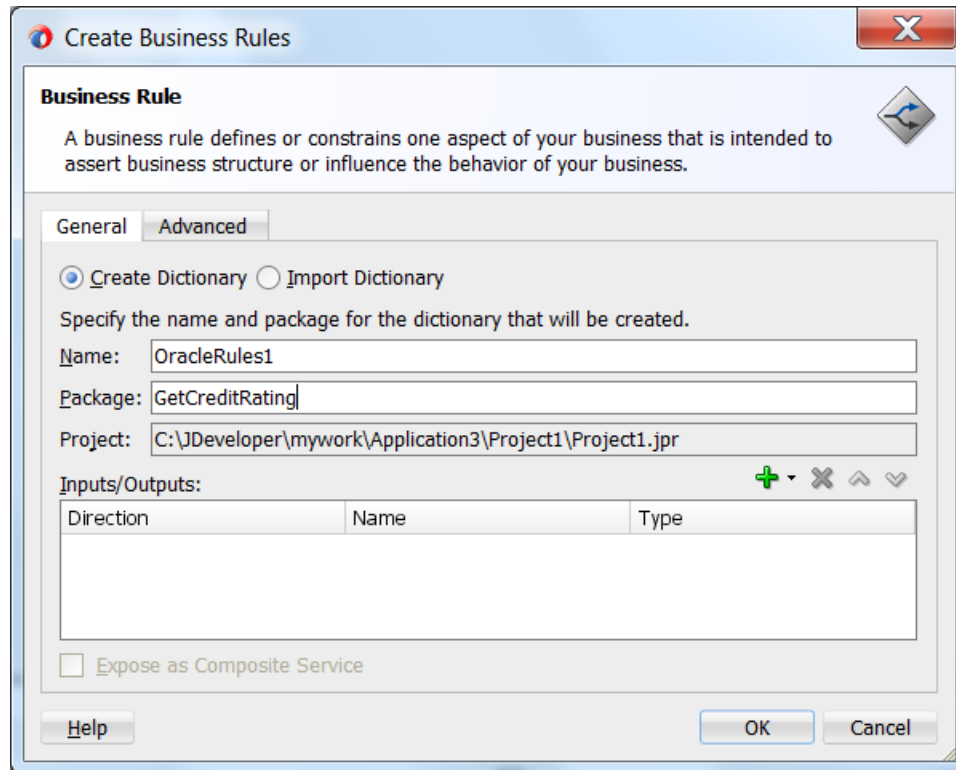 Create Business Rules
Business Rule
A business rule defines or constrains one aspect of your business that is intended to
assert business structure or influence the behavior of your business.
General Advanced
Create Dictionary Import Dictionary
Specify the name and package for the dictionary that will be created.
Name: OracleRules1
Package: GetCreditRating
Project: C:\JDeveloper\mywork\Application3\Project1\Project1.jpr
Inputs/Outputs:
Direction Name Type
Expose as Composite Service
Help OK Cancel